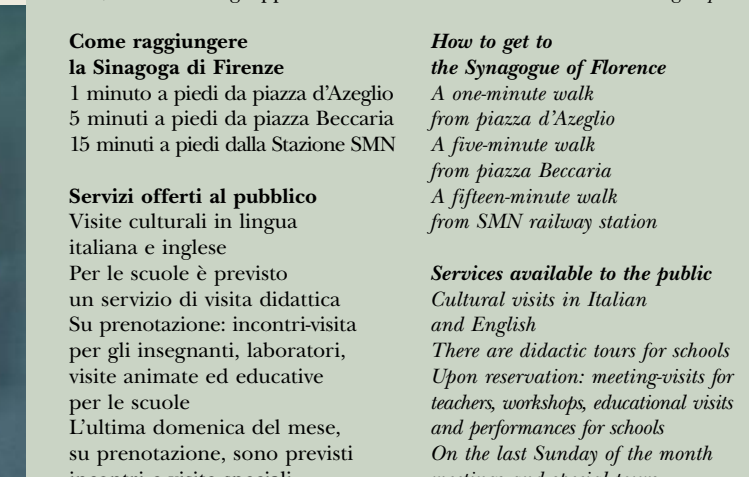 Come raggiungere
la Sinagoga di Firenze
1 minuto a piedi da piazza d’Azeglio
5 minuti a piedi da piazza Beccaria
15 minuti a piedi dalla Stazione SMN
Servizi offerti al pubblico
Visite culturali in lingua
italiana e inglese
Per le scuole è previsto
un servizio di visita didattica
Su prenotazione: incontri-visita
per gli insegnanti, laboratori,
visite animate ed educative
per le scuole
L’ultima domenica del mese,
su prenotazione, sono previsti
How to get to
the Synagogue of Florence
A one-minute walk
from piazza d’Azeglio
A five-minute walk
from piazza Beccaria
A fifteen-minute walk
from SMN railway station
Services available to the public
Cultural visits in Italian
and English
There are didactic tours for schools
Upon reservation: meeting-visits for
teachers, workshops, educational visits
and performances for schools
On the last Sunday of the month